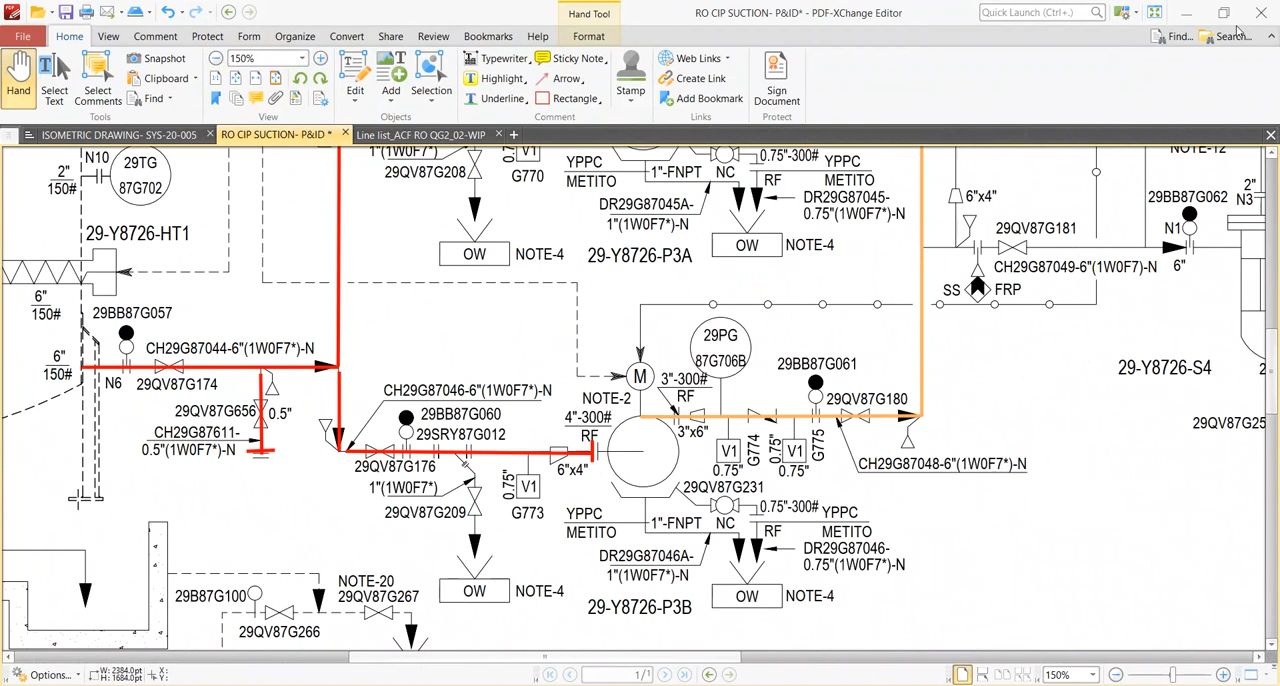 Hand Tool
RO CIP SUCTION- P&ID* - PDF-XChange Editor
Quick Launch (Ctrl+.)
File Home View Comment Protect Form Organize Convert Share Review Bookmarks Help Format
Find... Search...
Hand
Select Text
Select Comments
Snapshot
Clipboard
Find
Tools
150%
View
Edit
Add
Selection
Objects
Typewriter
Highlight
Underline
Sticky Note
Arrow
Rectangle
Stamp
Comment
Web Links
Create Link
Add Bookmark
Links
Sign Document
Protect
ISOMETRIC DRAWING- SYS-20-005
RO CIP SUCTION- P&ID *
Line list_ACF RO QG2_02-WIP
N10
2"
150#
29TG
87G702
29-Y8726-HT1
6"
150#
29BB87G057
CH29G87044-6"(1W0F7*)-N
6"
150#
N6
29QV87G174
29QV87G656
0.5"
CH29G87611-
0.5"(1W0F7*)-N
1"(1W0F7*)
29QV87G208
G770
OW
NOTE-4
YPPC
METITO
1"-FNPT
NC
0.75"-300#
RF
YPPC
METITO
DR29G87045A-
1"(1W0F7*)-N
DR29G87045-
0.75"(1W0F7*)-N
29-Y8726-P3A
OW
NOTE-4
CH29G87046-6"(1W0F7*)-N
29BB87G060
29SRY87G012
29QV87G176
1"(1W0F7*)
29QV87G209
0.75"
V1
G773
OW
NOTE-4
4"-300#
RF
6"x4"
NOTE-2
M
3"-300#
RF
3"x6"
29PG
87G706B
29BB87G061
29QV87G180
V1
0.75"
G774
0.75"
V1
0.75"
G775
CH29G87048-6"(1W0F7*)-N
29QV87G231
YPPC
METITO
1"-FNPT
NC
0.75"-300#
RF
YPPC
METITO
DR29G87046A-
1"(1W0F7*)-N
DR29G87046-
0.75"(1W0F7*)-N
29-Y8726-P3B
OW
NOTE-4
NOTE-12
6"x4"
29QV87G181
29BB87G062
2"
N3
N1
6"
CH29G87049-6"(1W0F7)-N
SS
FRP
29-Y8726-S4
29QV87G
NOTE-20
29B87G100
29QV87G267
29QV87G266
Options...
W: 2384.0pt
H: 1684.0pt
X:
Y:
1/1
150%